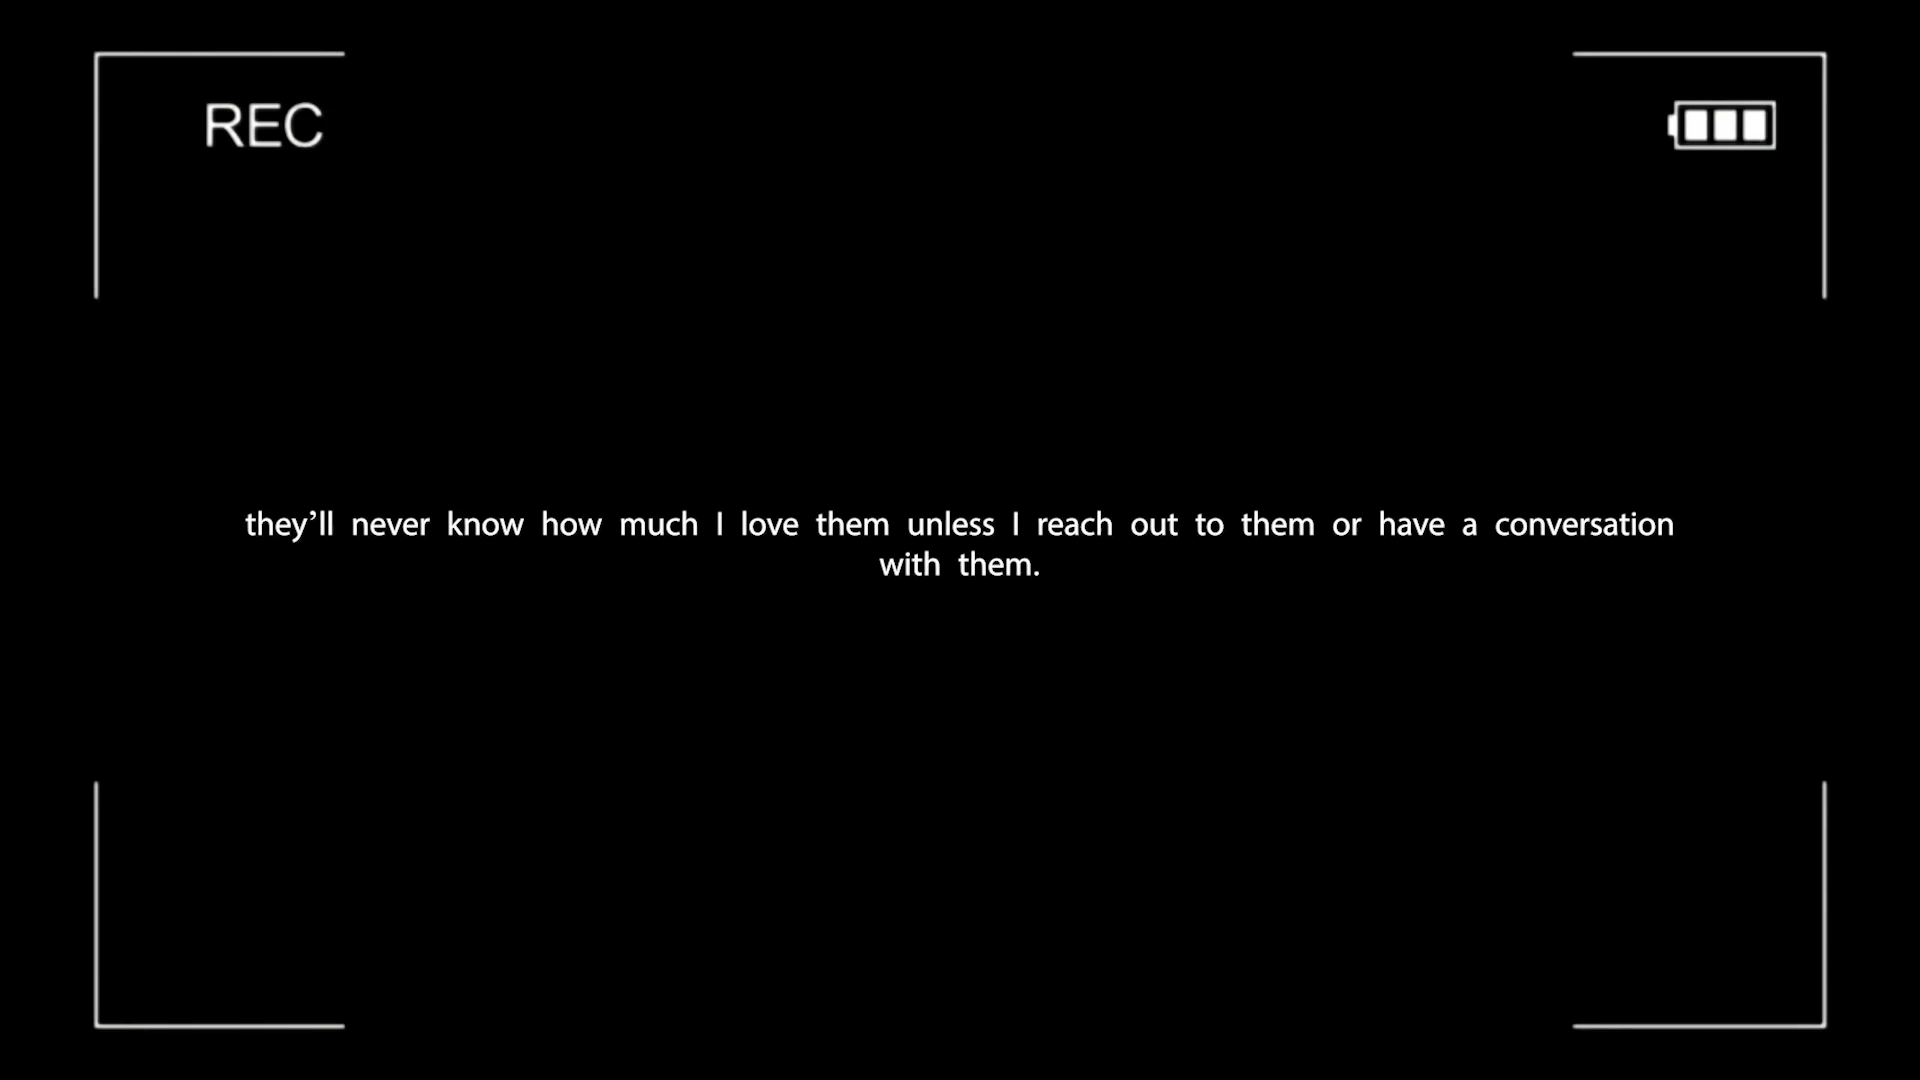 REC
they’ll never know how much I love them unless I reach out to them or have a conversation
with them.